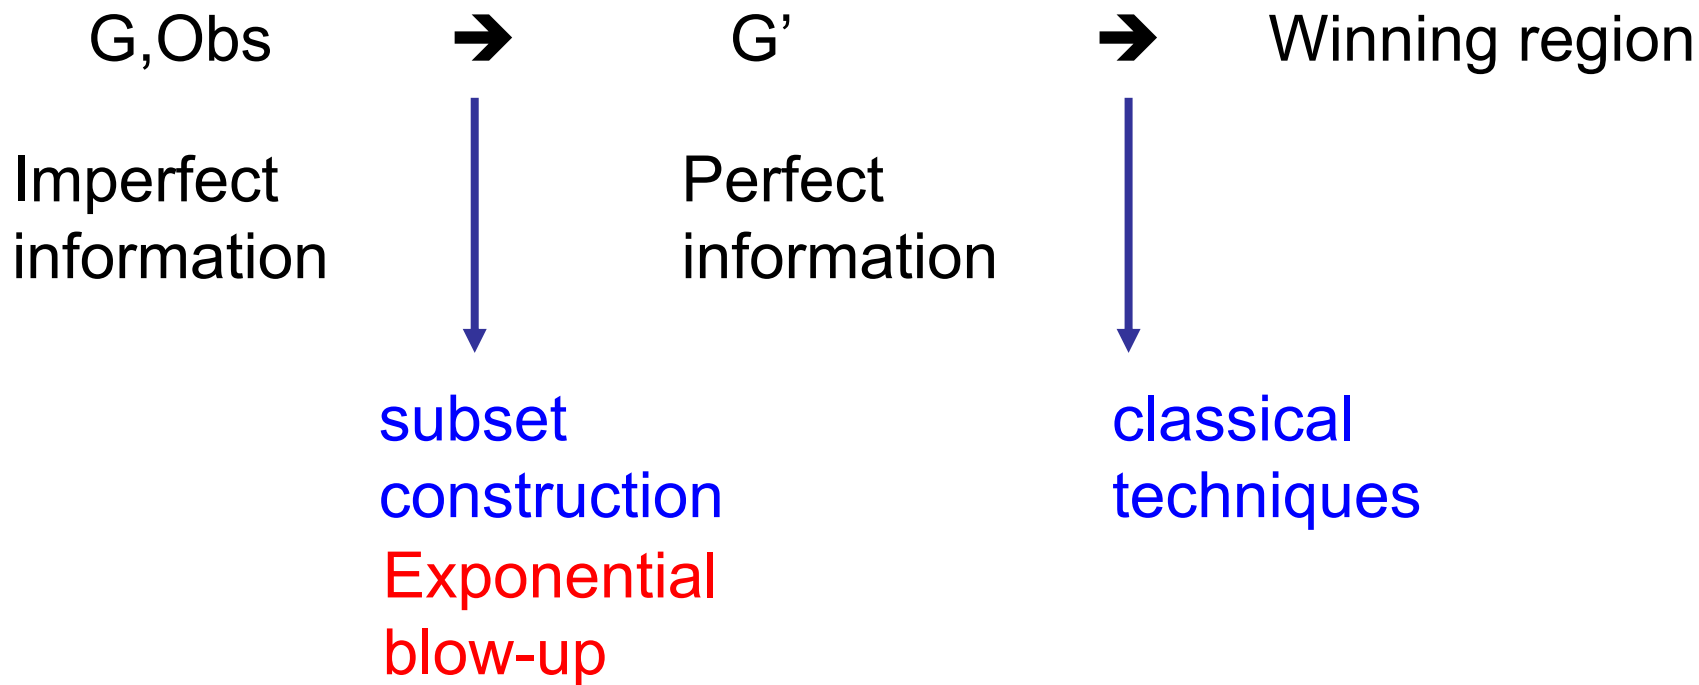 G,Obs ➔ G’ ➔ Winning region
Imperfect Perfect
information information
subset classical
construction techniques
Exponential
blow-up